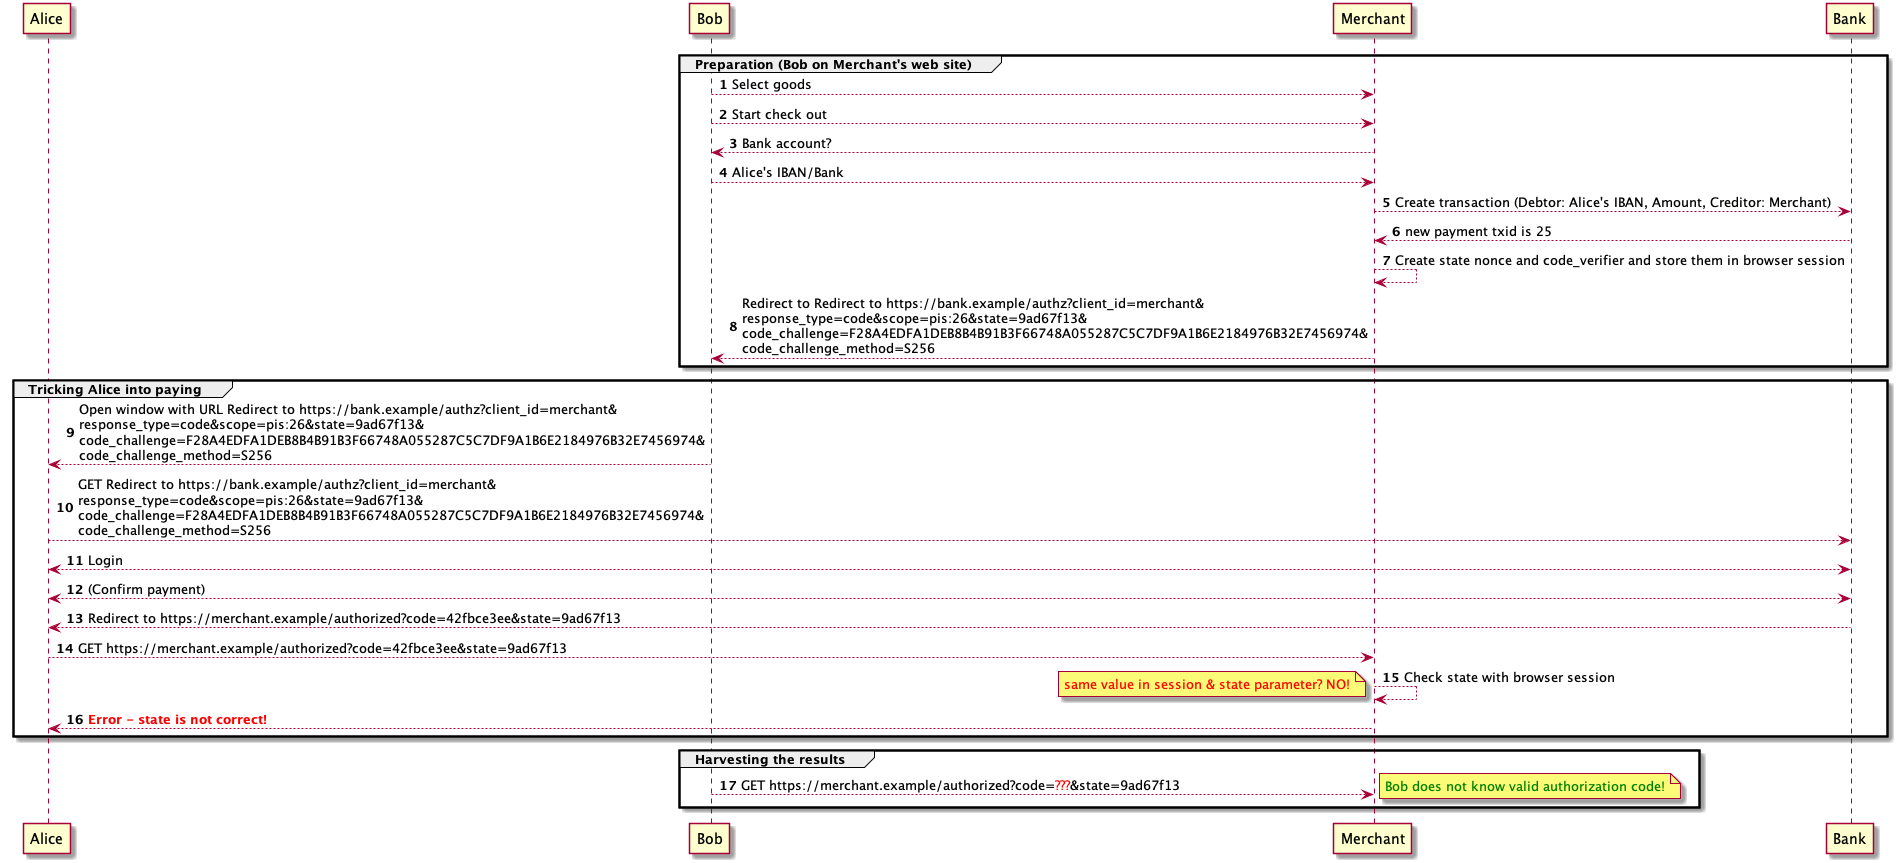 Alice
Bob
Merchant
Bank
Preparation (Bob on Merchant's web site)
1 Select goods
2 Start check out
3 Bank account?
4 Alice's IBAN/Bank
5 Create transaction (Debtor: Alice's IBAN, Amount, Creditor: Merchant)
6 new payment txid is 25
7 Create state nonce and code_verifier and store them in browser session
Redirect to Redirect to https://bank.example/authz?client_id=merchant&
response_type=code&scope=pis:26&state=9ad67f13&
8 code_challenge=F28A4EDFA1DEB8B4B91B3F66748A055287C5C7DF9A1B6E2184976B32E7456974&
code_challenge_method=S256
Tricking Alice into paying
Open window with URL Redirect to https://bank.example/authz?client_id=merchant&
response_type=code&scope=pis:26&state=9ad67f13&
9 code_challenge=F28A4EDFA1DEB8B4B91B3F66748A055287C5C7DF9A1B6E2184976B32E7456974&
code_challenge_method=S256
GET Redirect to https://bank.example/authz?client_id=merchant&
response_type=code&scope=pis:26&state=9ad67f13&
10 code_challenge=F28A4EDFA1DEB8B4B91B3F66748A055287C5C7DF9A1B6E2184976B32E7456974&
code_challenge_method=S256
11 Login
12 (Confirm payment)
13 Redirect to https://merchant.example/authorized?code=42fbce3ee&state=9ad67f13
14 GET https://merchant.example/authorized?code=42fbce3ee&state=9ad67f13
same value in session & state parameter? NO!
15 Check state with browser session
16 Error - state is not correct!
Harvesting the results
17 GET https://merchant.example/authorized?code=???&state=9ad67f13
Bob does not know valid authorization code!
Alice
Bob
Merchant
Bank